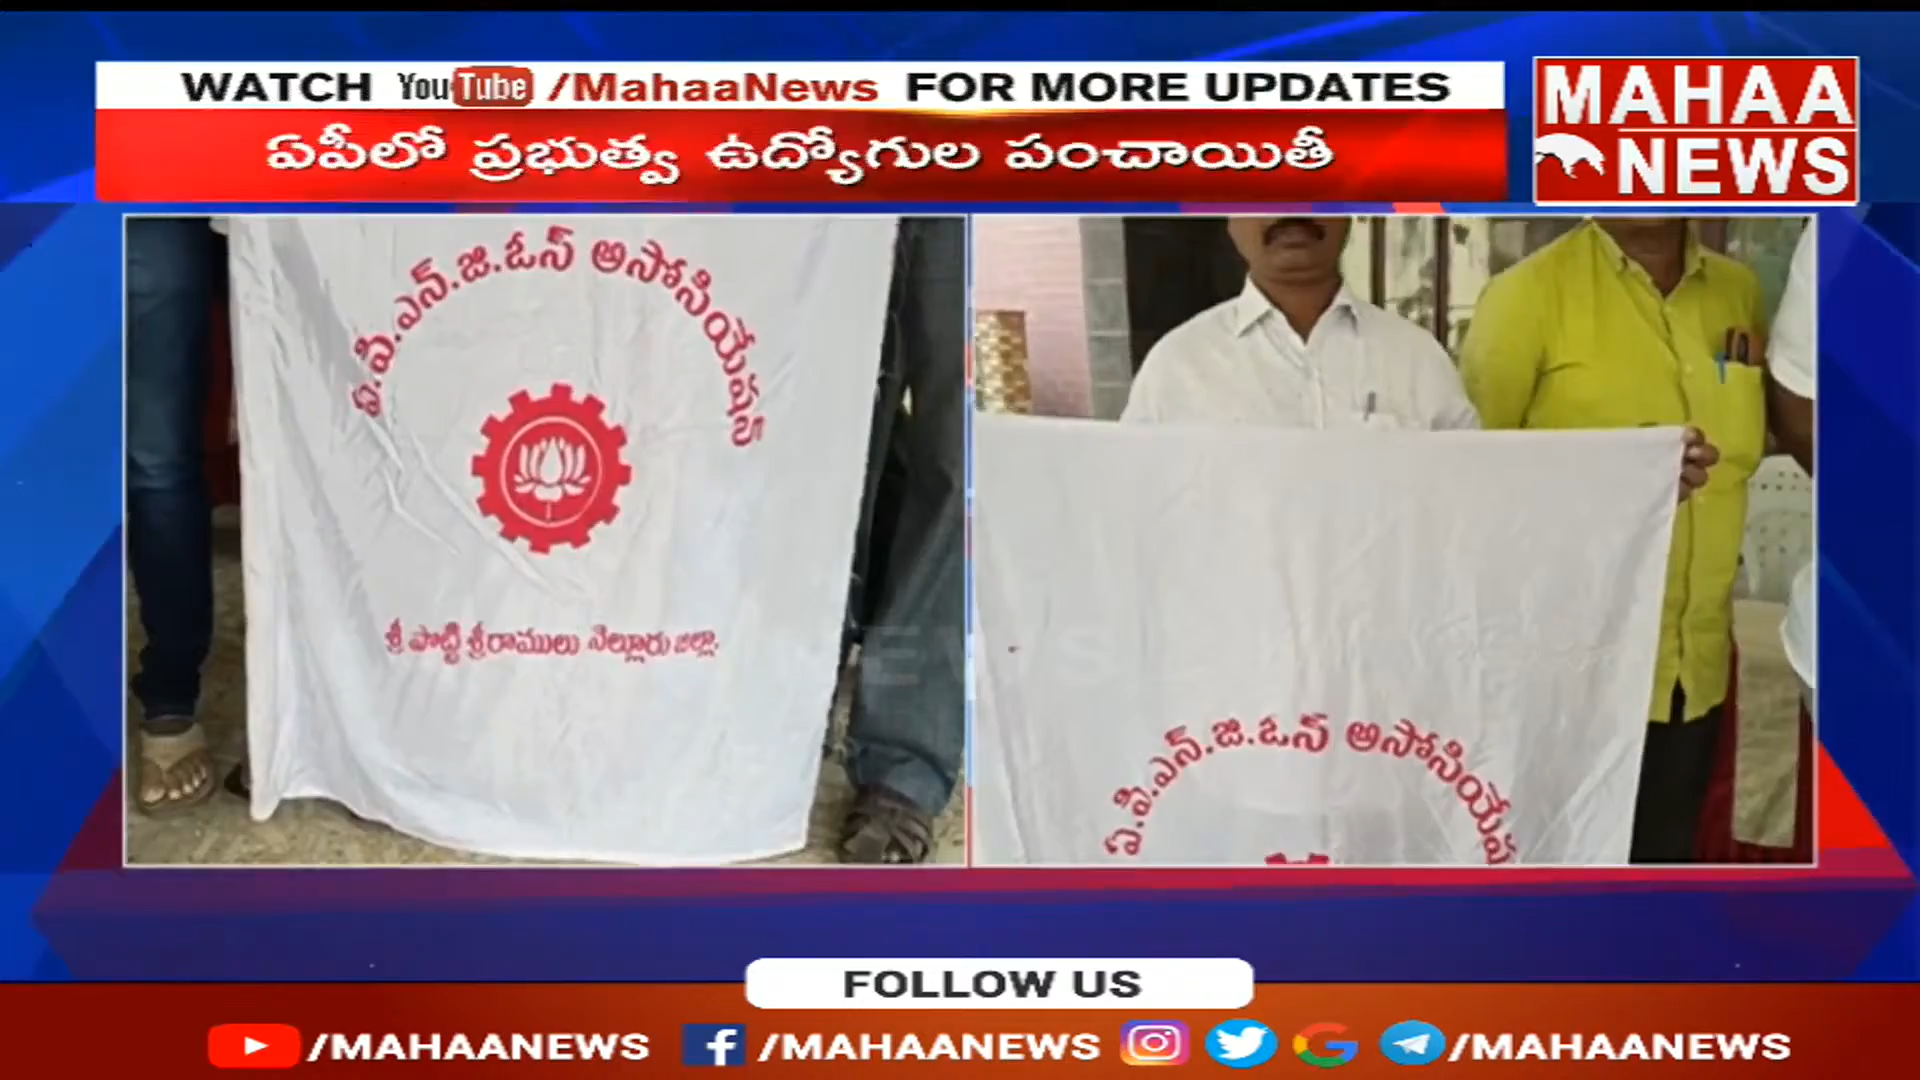 WATCH YouTube /MahaaNews FOR MORE UPDATES
MAHAA
NEWS
ఏపీలో ప్రభుత్వ ఉద్యోగుల పంచాయితీ
ఏ.పి.ఎన్.జి.ఓస్ అసోసియేషన్
శ్రీ పొట్టి శ్రీరాములు నెల్లూరు జిల్లా.
ఏ.పి.ఎన్.జి.ఓస్ అసోసియేష
FOLLOW US
/MAHAANEWS /MAHAANEWS /MAHAANEWS